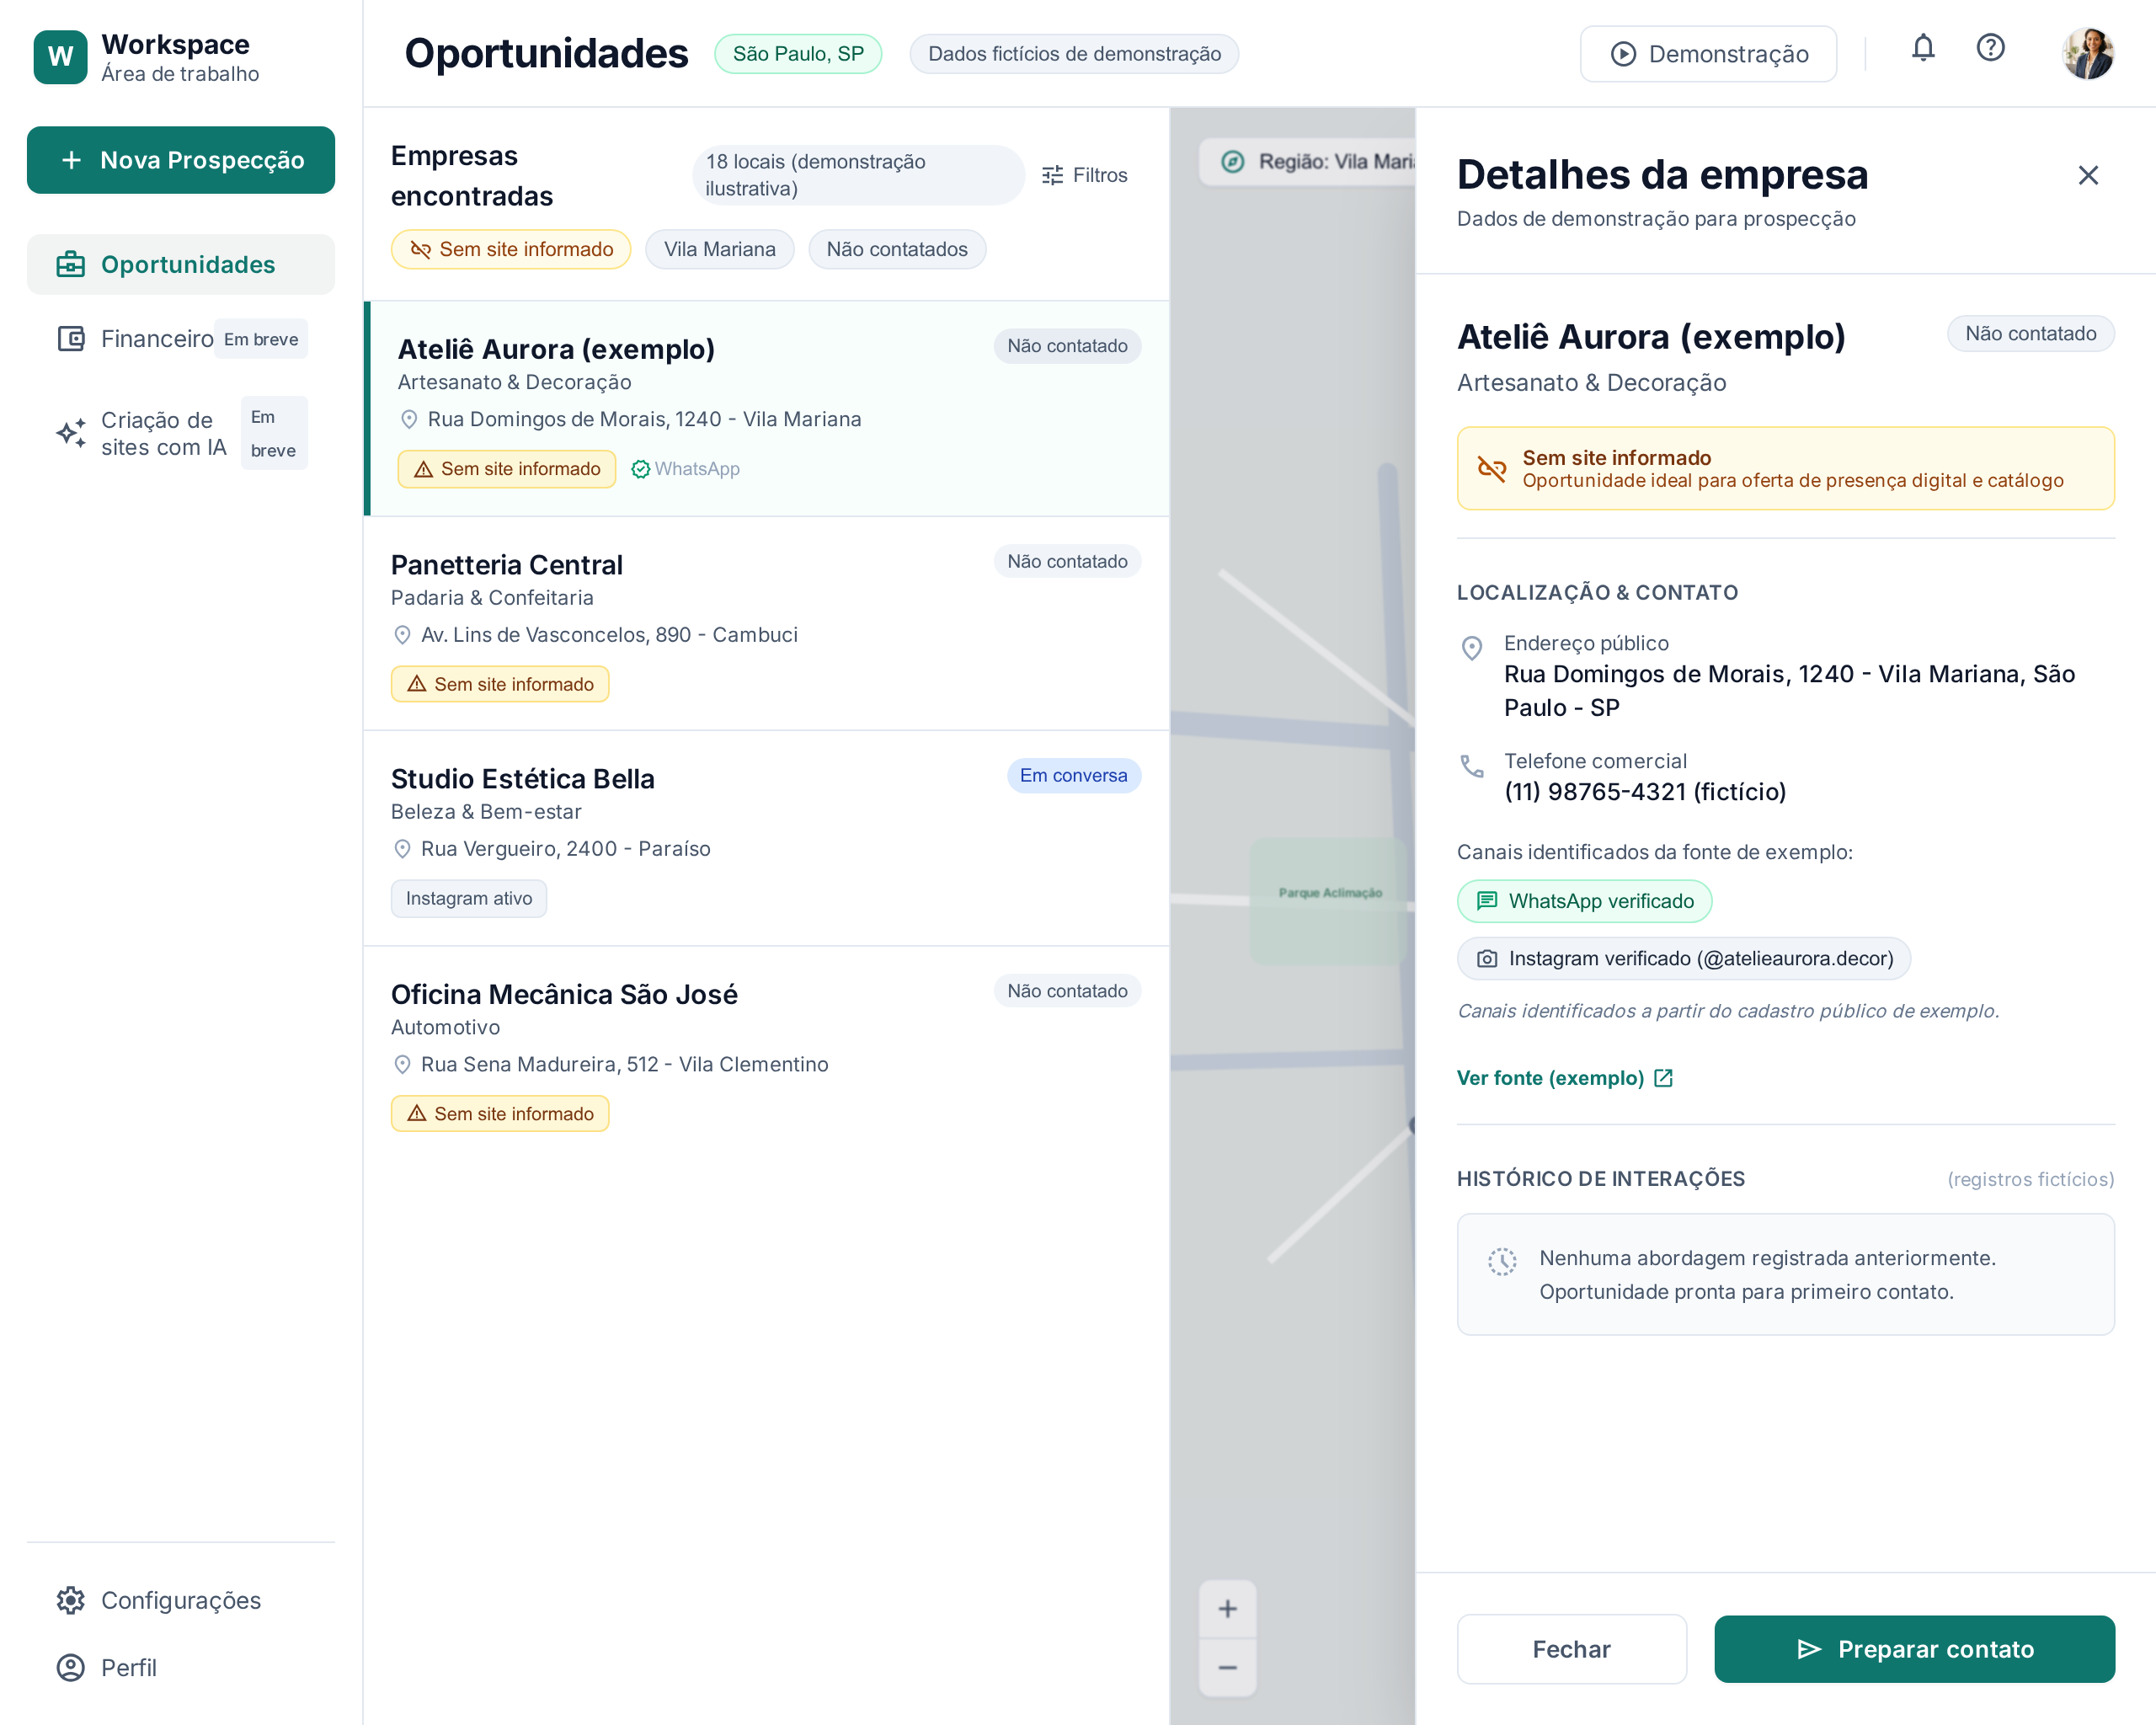 W
Workspace
Área de trabalho
Nova Prospecção
Oportunidades
Financeiro
Em breve
Criação de
sites com IA
Em
breve
Configurações
Perfil
Oportunidades
São Paulo, SP
Dados fictícios de demonstração
Demonstração
Empresas
encontradas
18 locais (demonstração
ilustrativa)
Filtros
Sem site informado
Vila Mariana
Não contatados
Ateliê Aurora (exemplo)
Não contatado
Artesanato & Decoração
Rua Domingos de Morais, 1240 - Vila Mariana
Sem site informado
WhatsApp
Panetteria Central
Não contatado
Padaria & Confeitaria
Av. Lins de Vasconcelos, 890 - Cambuci
Sem site informado
Studio Estética Bella
Em conversa
Beleza & Bem-estar
Rua Vergueiro, 2400 - Paraíso
Instagram ativo
Oficina Mecânica São José
Não contatado
Automotivo
Rua Sena Madureira, 512 - Vila Clementino
Sem site informado
Região: Vila Maria
Parque Aclimação
+
−
Detalhes da empresa
Dados de demonstração para prospecção
Ateliê Aurora (exemplo)
Não contatado
Artesanato & Decoração
Sem site informado
Oportunidade ideal para oferta de presença digital e catálogo
LOCALIZAÇÃO & CONTATO
Endereço público
Rua Domingos de Morais, 1240 - Vila Mariana, São
Paulo - SP
Telefone comercial
(11) 98765-4321 (fictício)
Canais identificados da fonte de exemplo:
WhatsApp verificado
Instagram verificado (@atelieaurora.decor)
Canais identificados a partir do cadastro público de exemplo.
Ver fonte (exemplo)
HISTÓRICO DE INTERAÇÕES
(registros fictícios)
Nenhuma abordagem registrada anteriormente.
Oportunidade pronta para primeiro contato.
Fechar
Preparar contato